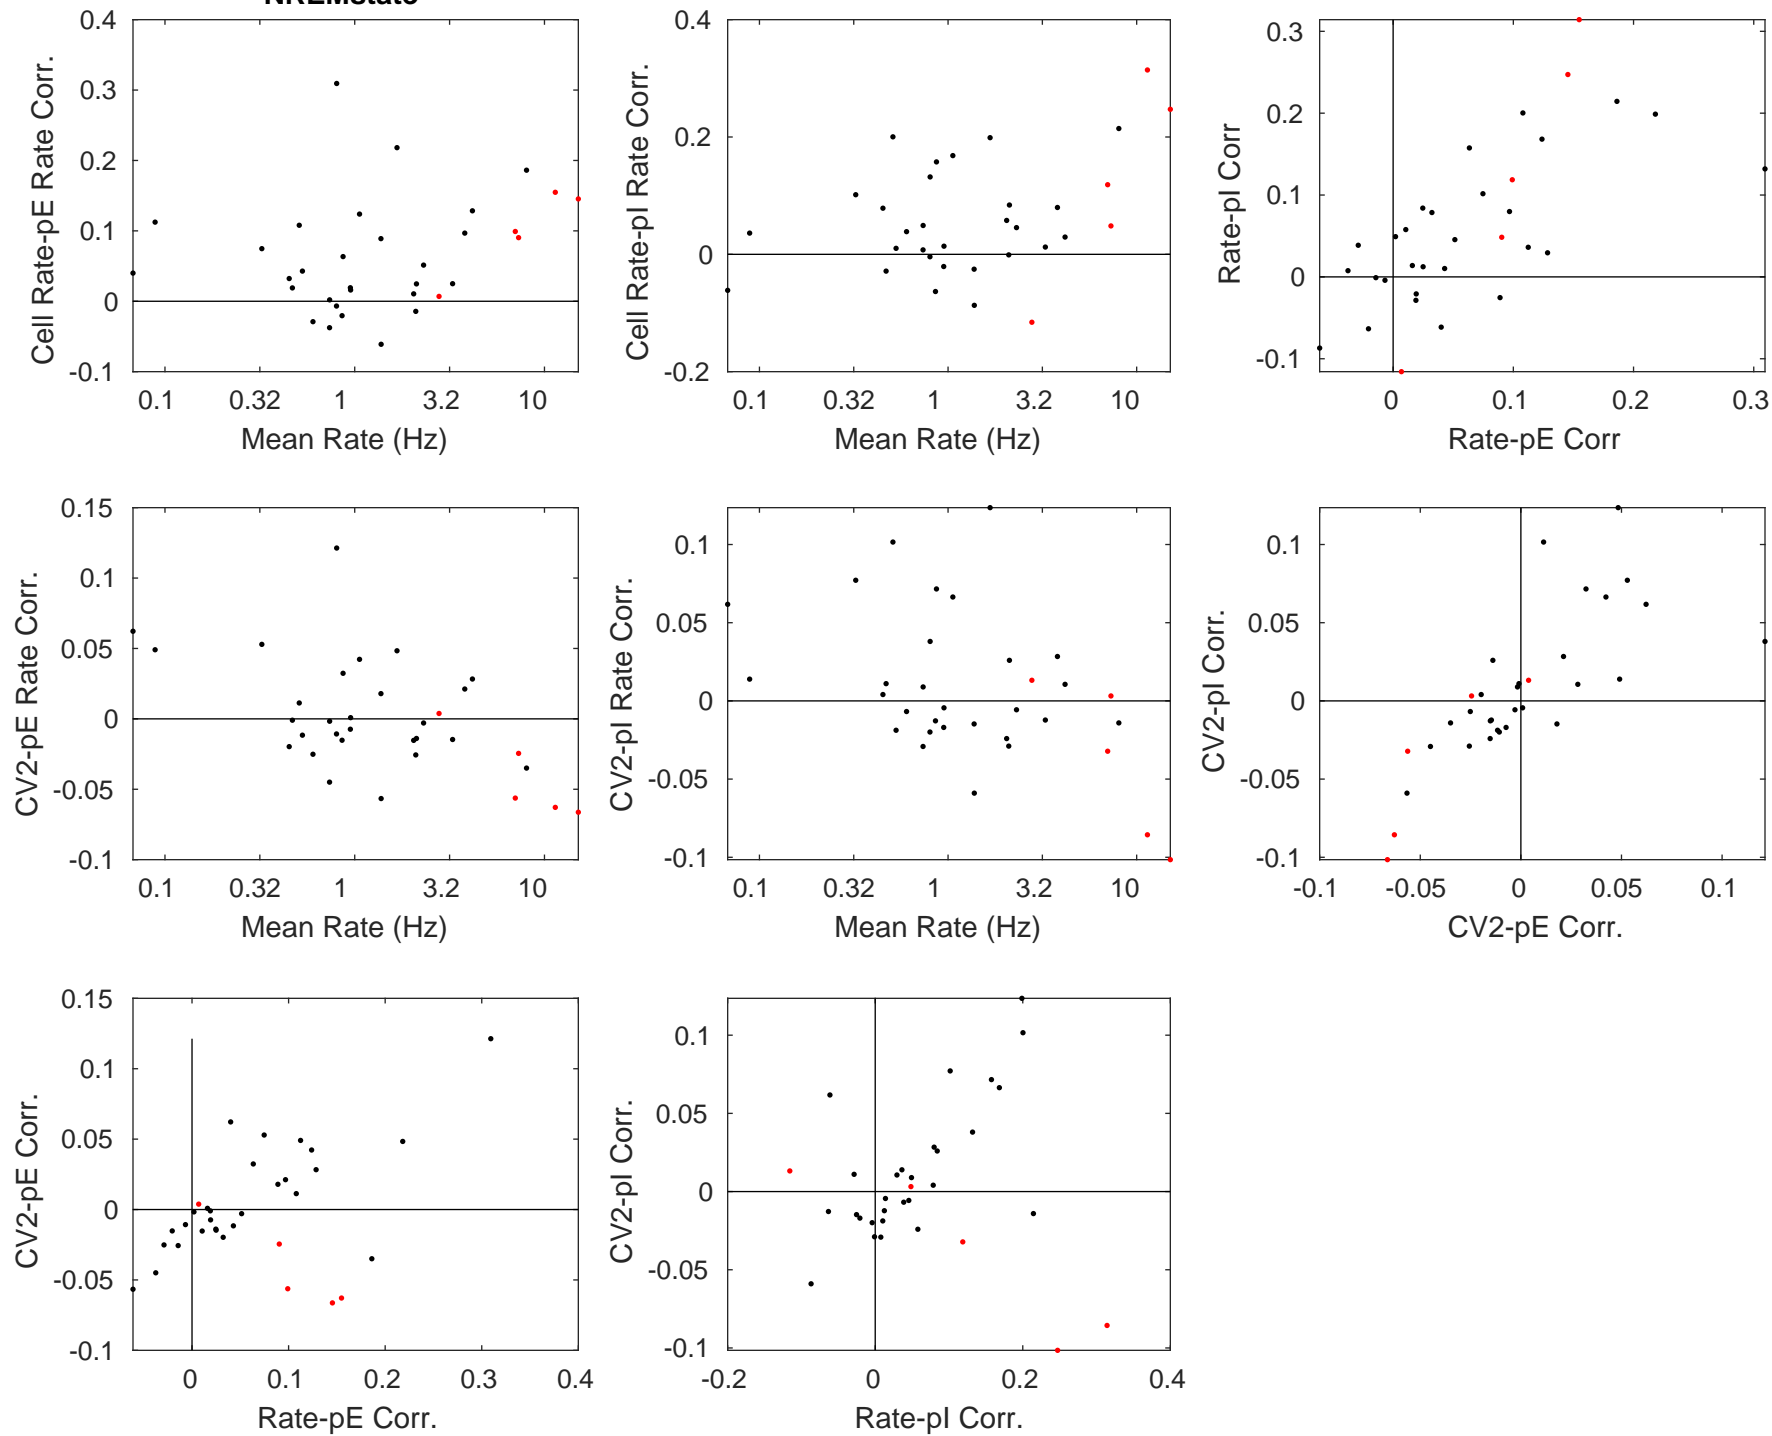 NREMstate
0.4
0.3
0.2
0.1
0
-0.1
Cell Rate-pE Rate Corr.
0.1 0.32 1 3.2 10
Mean Rate (Hz)
0.4
0.2
0
-0.2
Cell Rate-pI Rate Corr.
0.1 0.32 1 3.2 10
Mean Rate (Hz)
0.3
0.2
0.1
0
-0.1
Rate-pI Corr
0 0.1 0.2 0.3
Rate-pE Corr
0.15
0.1
0.05
0
-0.05
-0.1
CV2-pE Rate Corr.
0.1 0.32 1 3.2 10
Mean Rate (Hz)
0.1
0.05
0
-0.05
-0.1
CV2-pI Rate Corr.
0.1 0.32 1 3.2 10
Mean Rate (Hz)
0.1
0.05
0
-0.05
-0.1
CV2-pI Corr.
-0.1 -0.05 0 0.05 0.1
CV2-pE Corr.
0.15
0.1
0.05
0
-0.05
-0.1
CV2-pE Corr.
0 0.1 0.2 0.3 0.4
Rate-pE Corr.
0.1
0.05
0
-0.05
-0.1
CV2-pI Corr.
-0.2 0 0.2 0.4
Rate-pI Corr.